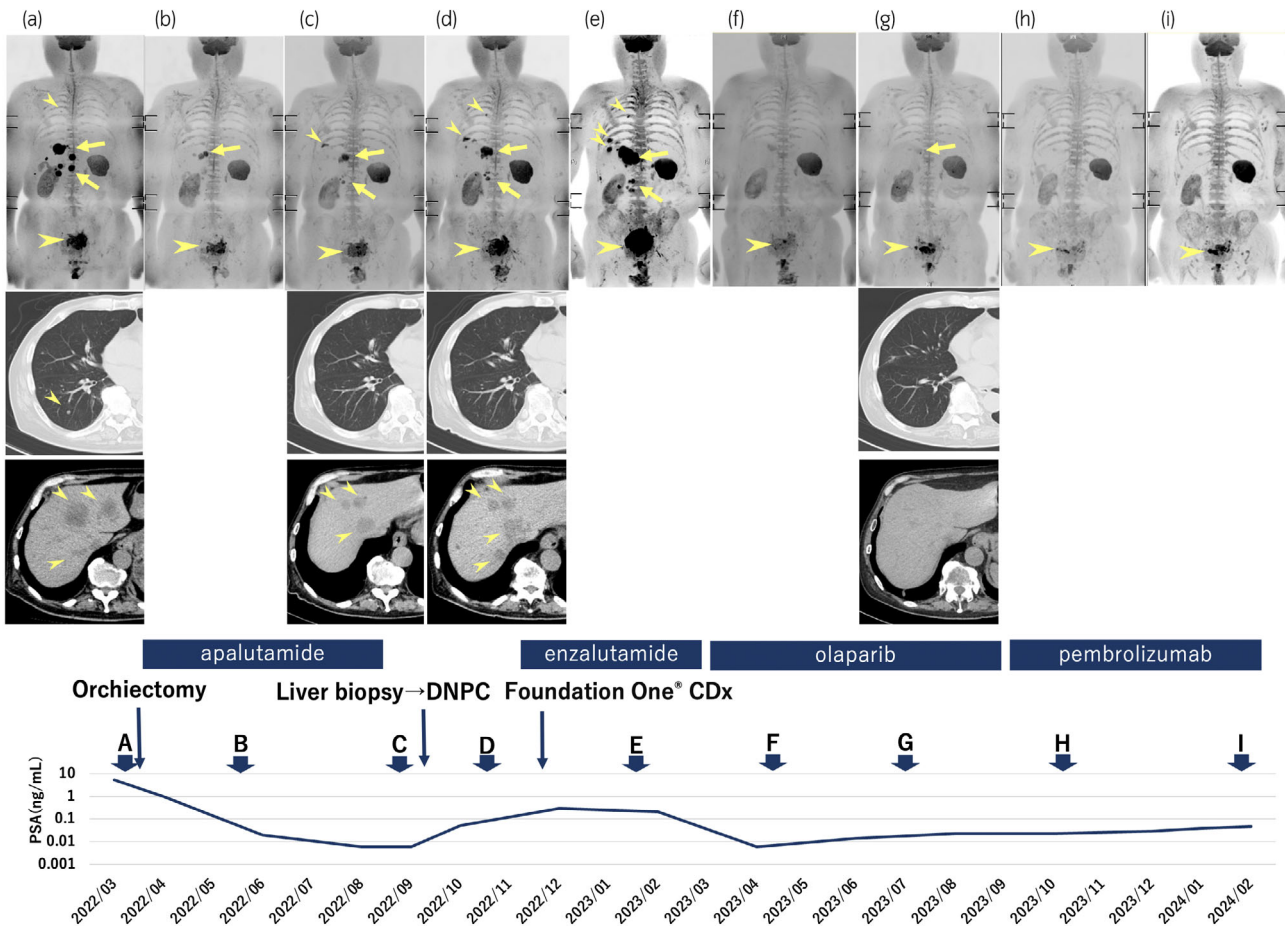 (a) (b) (c) (d) (e) (f) (g) (h) (i)
apalutamide enzalutamide olaparib pembrolizumab
Orchiectomy Liver biopsy→DNPC Foundation One® CDx
A B C D E F G H I
PSA(ng/mL)
10
1
0.1
0.01
0.001
2022/03 2022/04 2022/05 2022/06 2022/07 2022/08 2022/09 2022/10 2022/11 2022/12 2023/01 2023/02 2023/03 2023/04 2023/05 2023/06 2023/07 2023/08 2023/09 2023/10 2023/11 2023/12 2024/01 2024/02